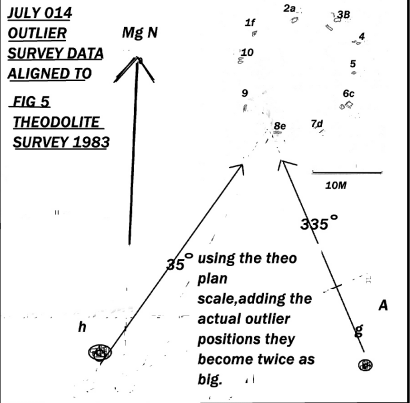 JULY 014
OUTLIER
SURVEY DATA
ALIGNED TO
FIG 5
THEODOLITE
SURVEY 1983
Mg N
2a
3B
1f
4
10
5
9
6c
8e
7d
10M
335°
35°
using the theo
plan
scale,adding the
actual outlier
positions they
become twice as
big.
A
h
g